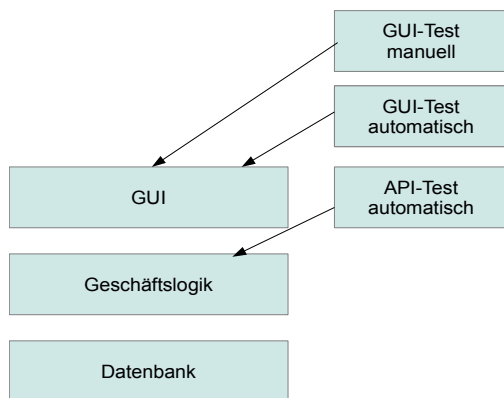 GUI-Test
manuell
GUI-Test
automatisch
GUI
API-Test
automatisch
Geschäftslogik
Datenbank